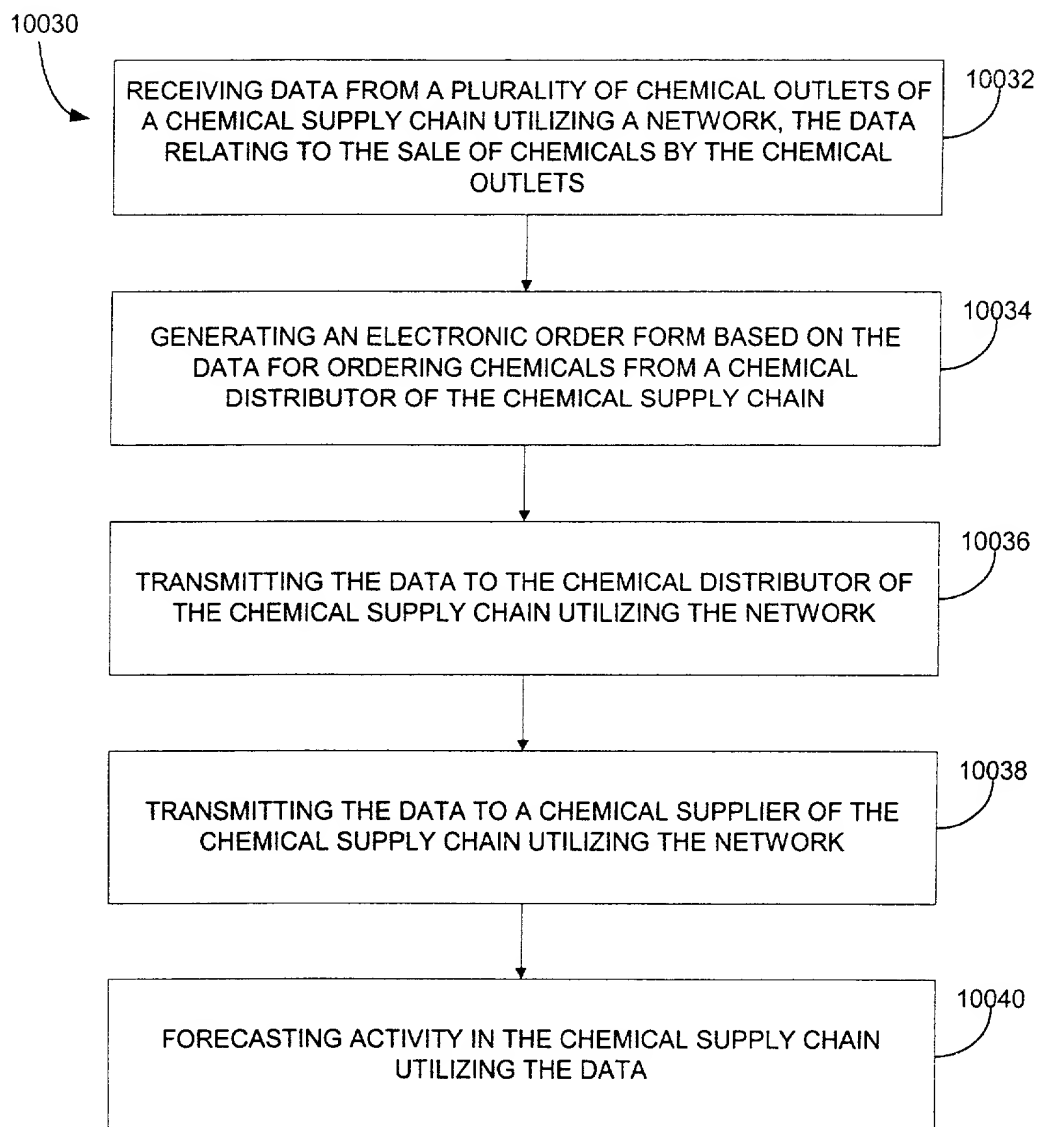 10030
10032
RECEIVING DATA FROM A PLURALITY OF CHEMICAL OUTLETS OF
A CHEMICAL SUPPLY CHAIN UTILIZING A NETWORK, THE DATA
RELATING TO THE SALE OF CHEMICALS BY THE CHEMICAL
OUTLETS
10034
GENERATING AN ELECTRONIC ORDER FORM BASED ON THE
DATA FOR ORDERING CHEMICALS FROM A CHEMICAL
DISTRIBUTOR OF THE CHEMICAL SUPPLY CHAIN
10036
TRANSMITTING THE DATA TO THE CHEMICAL DISTRIBUTOR OF
THE CHEMICAL SUPPLY CHAIN UTILIZING THE NETWORK
10038
TRANSMITTING THE DATA TO A CHEMICAL SUPPLIER OF THE
CHEMICAL SUPPLY CHAIN UTILIZING THE NETWORK
10040
FORECASTING ACTIVITY IN THE CHEMICAL SUPPLY CHAIN
UTILIZING THE DATA